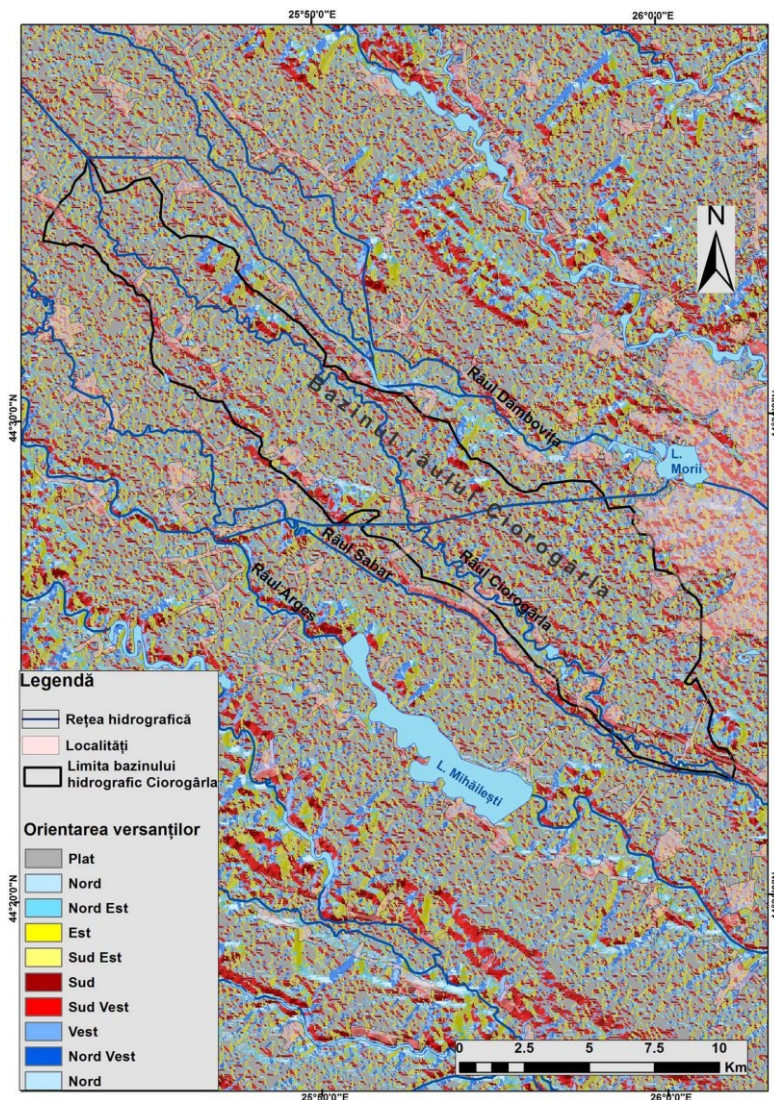 25°50'0"E
26°0'0"E
N
44°30'0"N
Râul Dâmbovița
Bazinul râului Ciorogârla
L.
Morii
Râul Ciorogârla
Râul Sabar
Râul Argeș
L. Mihăilești
Legendă
Rețea hidrografică
Localități
Limita bazinului
hidrografic Ciorogârla
Orientarea versanților
Plat
Nord
Nord Est
Est
Sud Est
Sud
Sud Vest
Vest
Nord Vest
Nord
44°20'0"N
0 2.5 5 7.5 10
Km
25°50'0"E
26°0'0"E